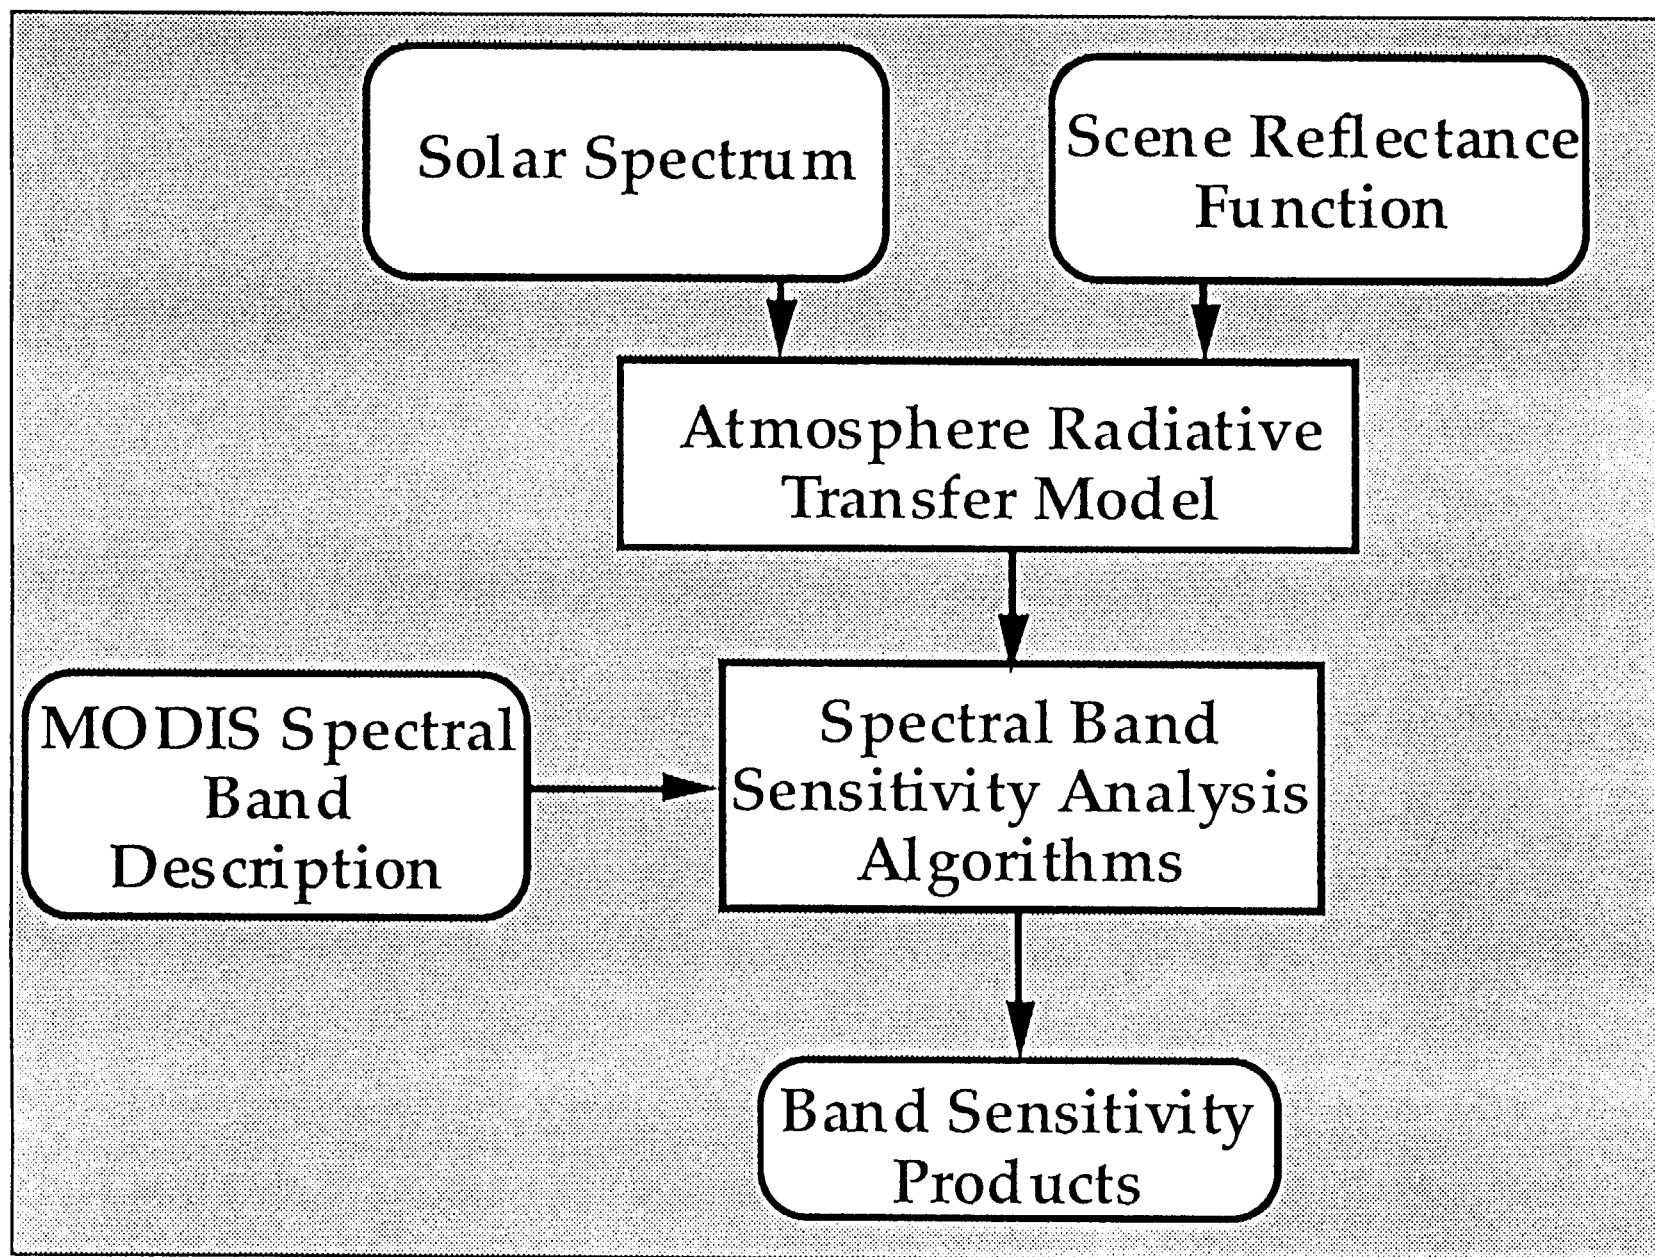 Solar Spectrum
Scene Reflectance
Function
Atmosphere Radiative
Transfer Model
MODIS Spectral
Band
Description
Spectral Band
Sensitivity Analysis
Algorithms
Band Sensitivity
Products